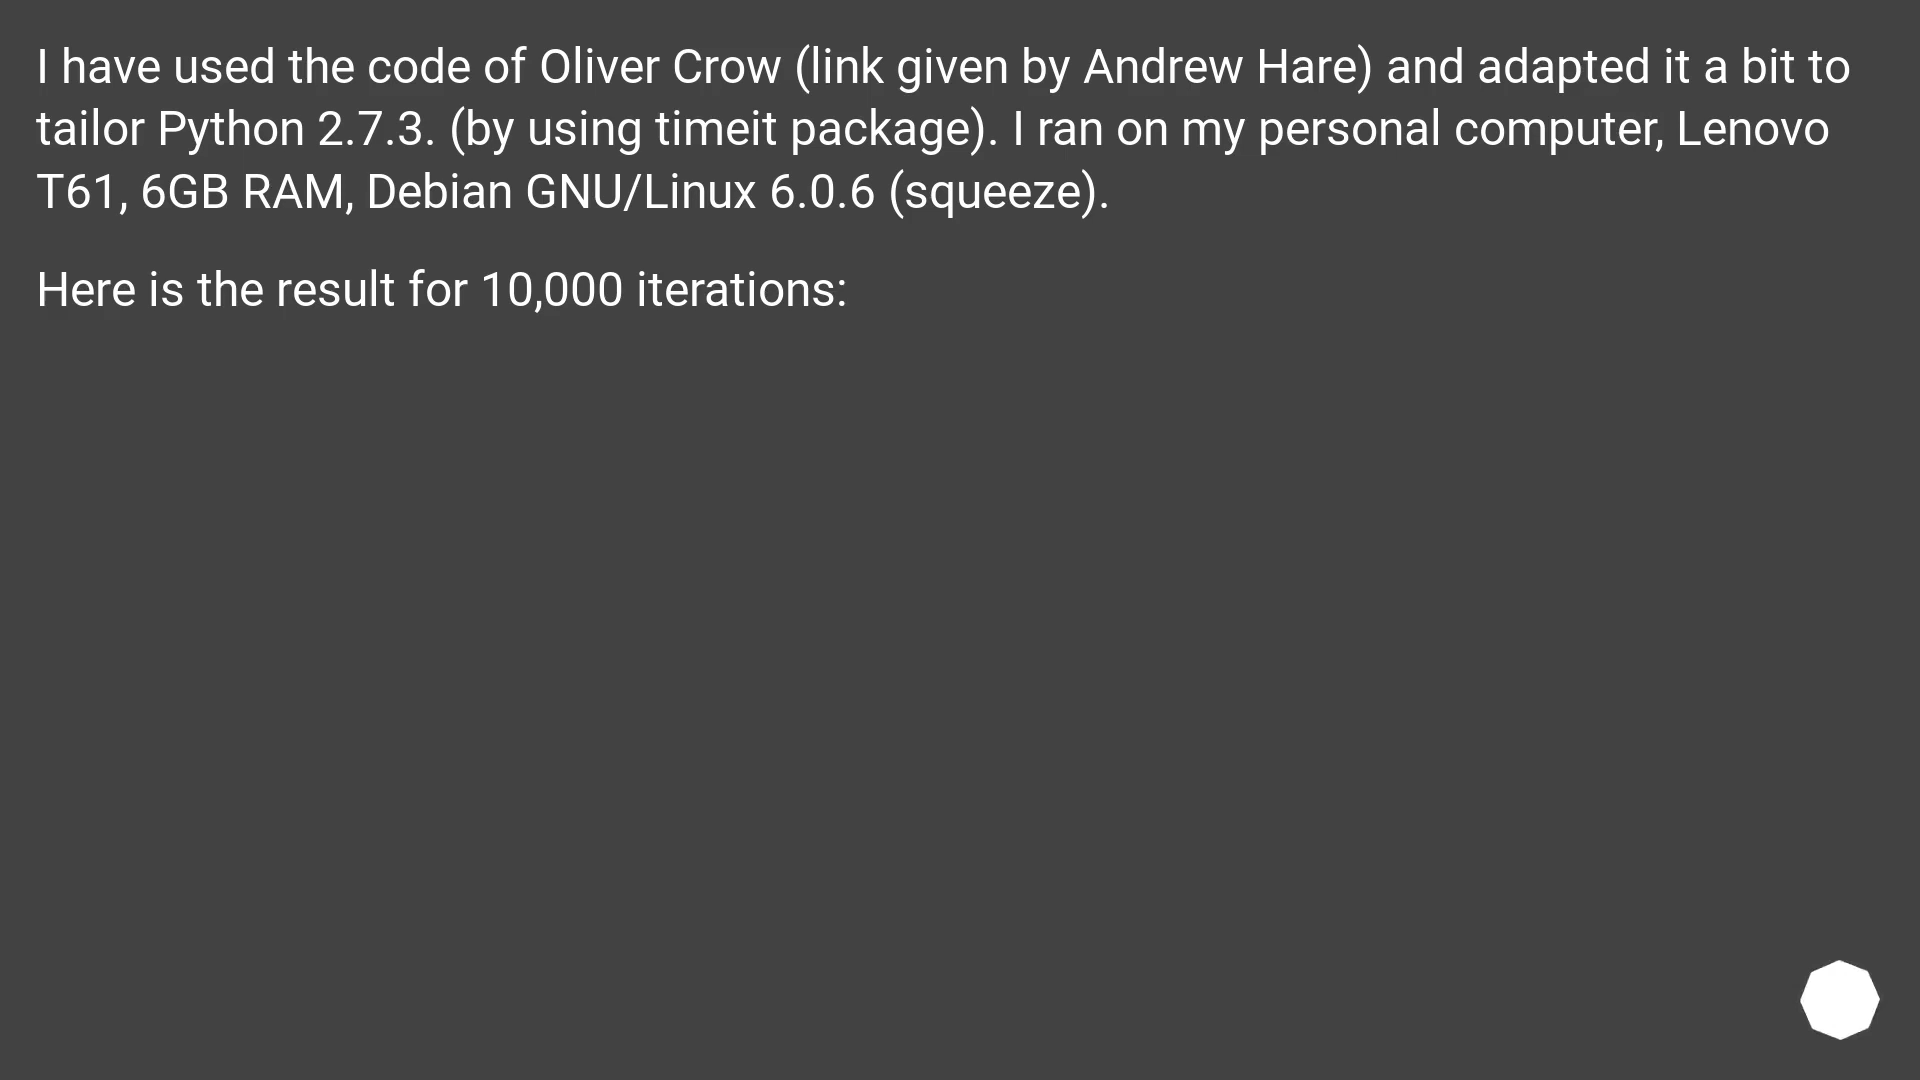 I have used the code of Oliver Crow (link given by Andrew Hare) and adapted it a bit to
tailor Python 2.7.3. (by using timeit package). I ran on my personal computer, Lenovo
T61, 6GB RAM, Debian GNU/Linux 6.0.6 (squeeze).
Here is the result for 10,000 iterations: